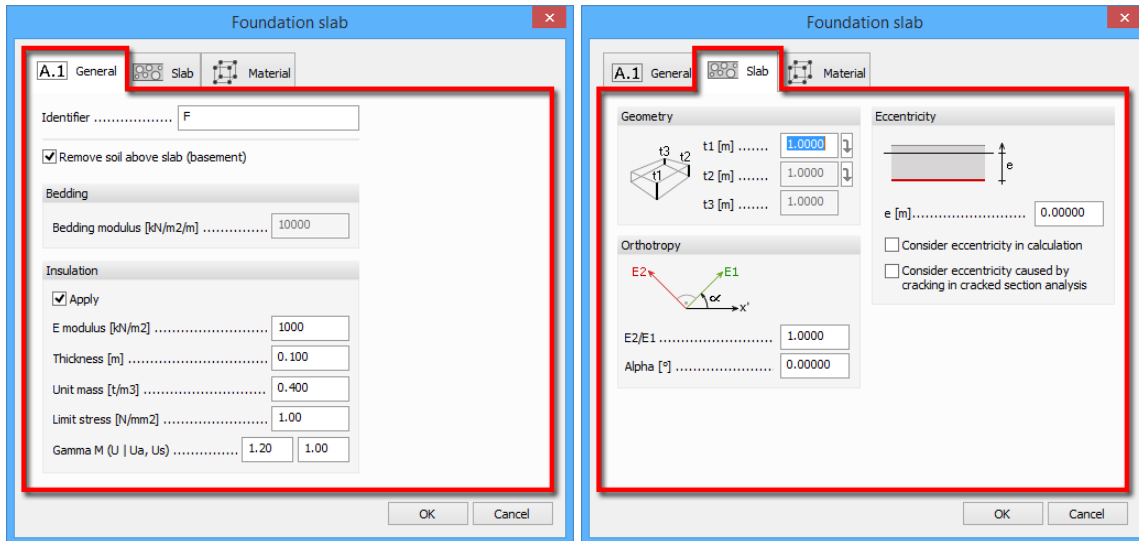 Foundation slab
A.1 General
Slab
Material
Identifier .................. F
Remove soil above slab (basement)
Bedding
Bedding modulus [kN/m2/m] ............... 10000
Insulation
Apply
E modulus [kN/m2] .......................... 1000
Thickness [m] ................................ 0.100
Unit mass [t/m3] ............................ 0.400
Limit stress [N/mm2] ........................ 1.00
Gamma M (U | Ua, Us) ............... 1.20 1.00
OK Cancel
Foundation slab
A.1 General
Slab
Material
Geometry
t3
t2
t1
t1 [m] ....... 1.0000
t2 [m] ....... 1.0000
t3 [m] ....... 1.0000
Orthotropy
E2 E1
α
x'
E2/E1 .......................... 1.0000
Alpha [º] ...................... 0.00000
Eccentricity
e
e [m].......................... 0.00000
Consider eccentricity in calculation
Consider eccentricity caused by
cracking in cracked section analysis
OK Cancel